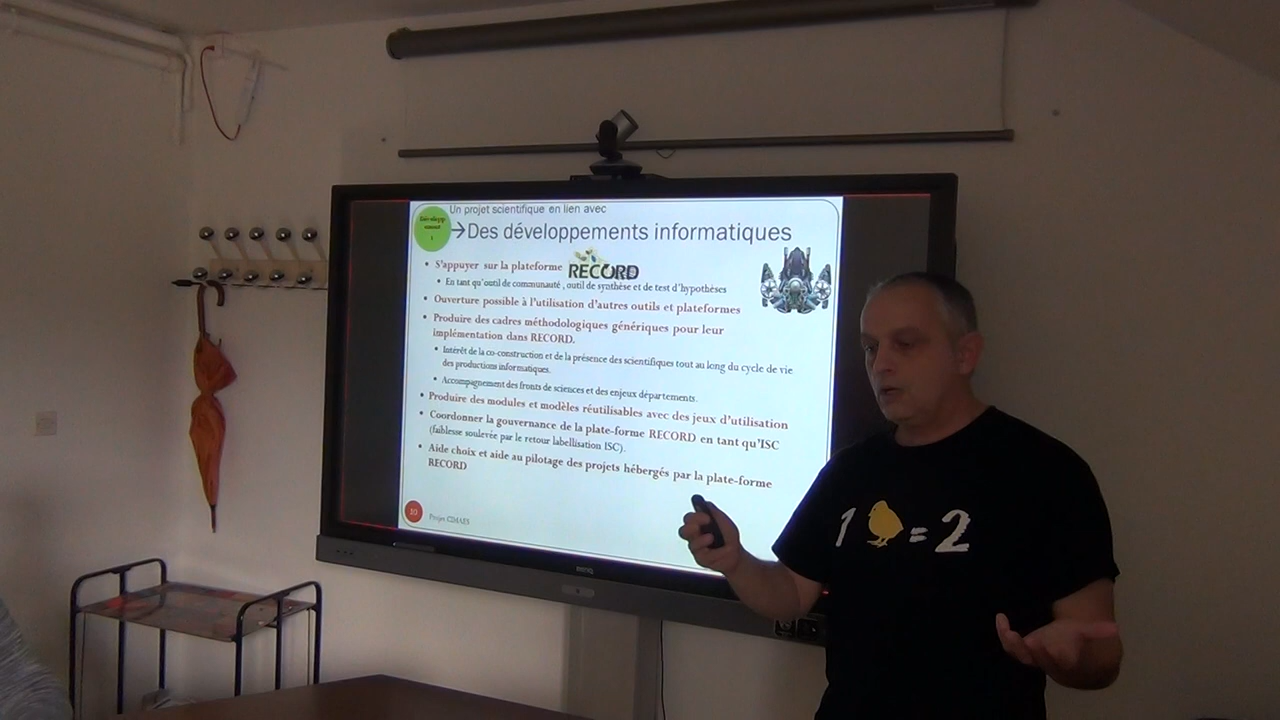 Un projet scientifique en lien avec
→Des développements informatiques
• S'appuyer sur la plateforme RECORD
• En tant qu'outil de communauté , outil de synthèse et de test d'hypothèses
• Ouverture possible à l'utilisation d'autres outils et plateformes
• Produire des cadres méthodologiques génériques pour leur
implémentation dans RECORD.
• Intérêt de la co-construction et de la présence des scientifiques tout au long du cycle de vie
des productions informatiques.
• Accompagnement des fronts de sciences et des enjeux départements.
• Produire des modules et modèles réutilisables avec des jeux d'utilisation
• Coordonner la gouvernance de la plate-forme RECORD en tant qu'ISC
(faiblesse soulevée par le retour labellisation ISC).
• Aide choix et aide au pilotage des projets hébergés par la plate-forme
RECORD
Projet
BenQ
1 = 2